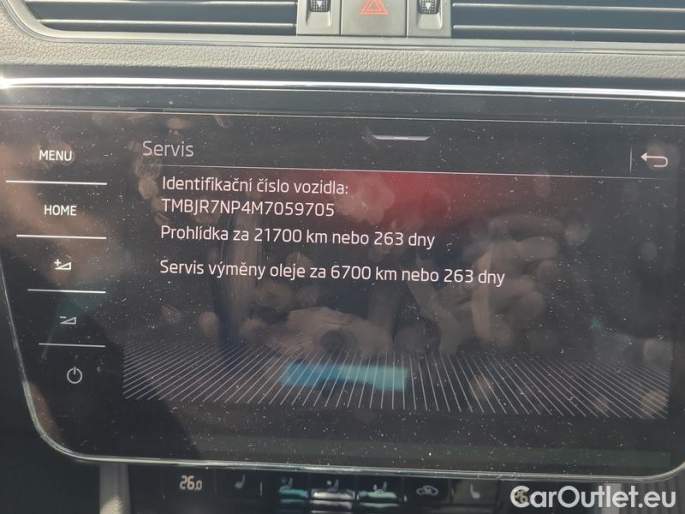 MENU
Servis
Identifikační číslo vozidla:
TMBJR7NP4M7059705
HOME
Prohlídka za 21700 km nebo 263 dny
Servis výměny oleje za 6700 km nebo 263 dny
26.0
CarOutlet.eu